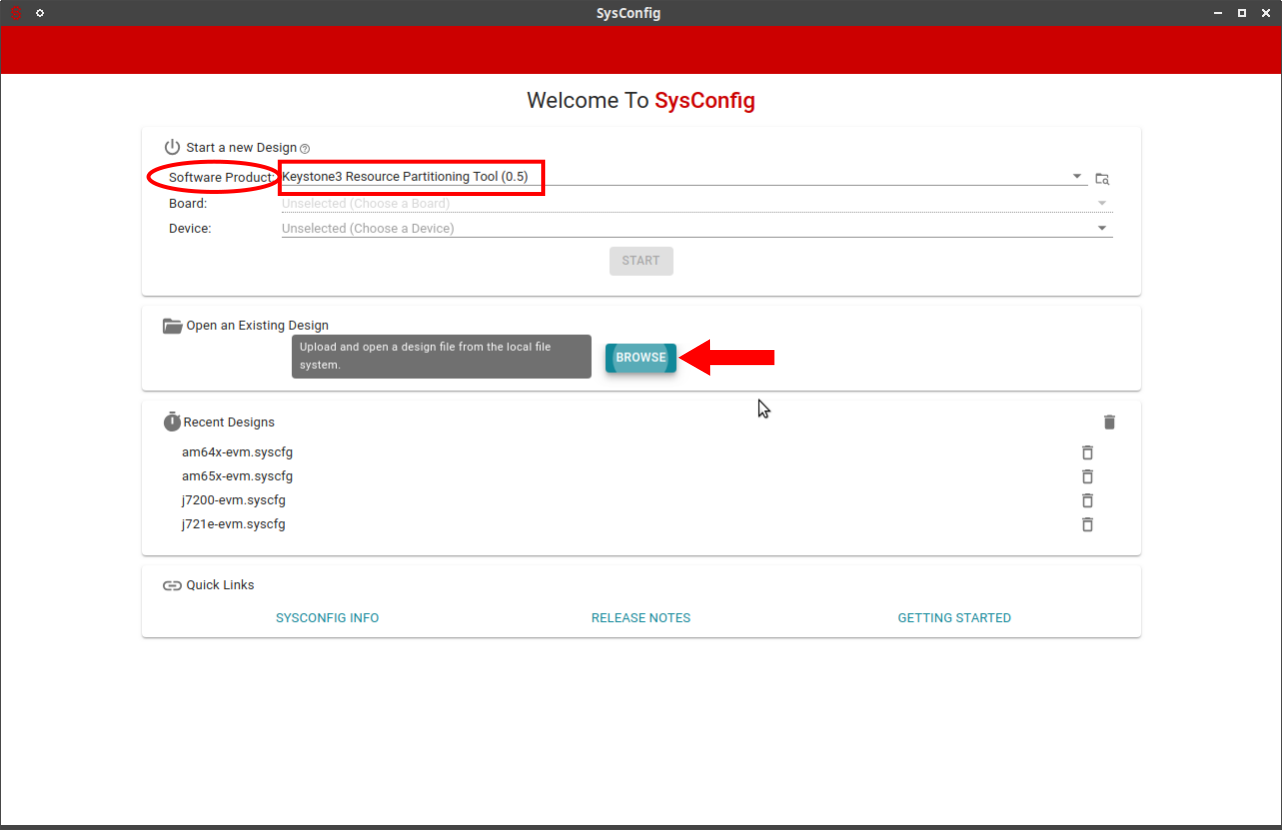 SysConfig
Welcome To SysConfig
Start a new Design
Software Product: Keystone3 Resource Partitioning Tool (0.5)
Board: Unselected (Choose a Board)
Device: Unselected (Choose a Device)
START
Open an Existing Design
Upload and open a design file from the local file
system.
BROWSE
Recent Designs
am64x-evm.syscfg
am65x-evm.syscfg
j7200-evm.syscfg
j721e-evm.syscfg
Quick Links
SYSCONFIG INFO RELEASE NOTES GETTING STARTED